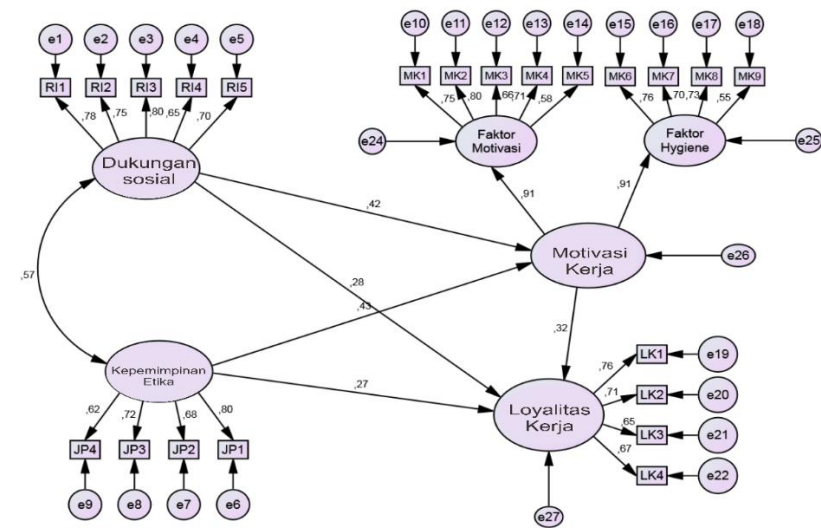 e1 e2 e3 e4 e5
RI1 RI2 RI3 RI4 RI5
,78 ,75 ,80 ,65 ,70
Dukungan
sosial
e10 e11 e12 e13 e14 e15 e16 e17 e18
MK1 MK2 MK3 MK4 MK5 MK6 MK7 MK8 MK9
,75 ,80 ,66 ,71 ,58 ,76 ,70 ,73 ,55
e24
Faktor
Motivasi
Faktor
Hygiene
e25
,91 ,91
,42
Motivasi
Kerja
e26
,57
,28
,43
,32
Kepemimpinan
Etika
,27
,62 ,72 ,68 ,80
JP4 JP3 JP2 JP1
e9 e8 e7 e6
Loyalitas
Kerja
,76 LK1 e19
,71 LK2 e20
,65 LK3 e21
,67 LK4 e22
e27